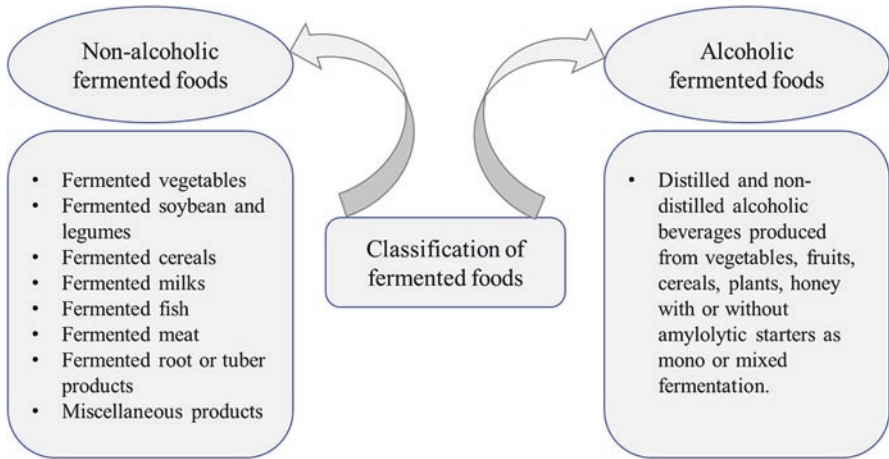 Non-alcoholic
fermented foods
• Fermented vegetables
• Fermented soybean and
legumes
• Fermented cereals
• Fermented milks
• Fermented fish
• Fermented meat
• Fermented root or tuber
products
• Miscellaneous products
Classification of
fermented foods
Alcoholic
fermented foods
• Distilled and non-
distilled alcoholic
beverages produced
from vegetables, fruits,
cereals, plants, honey
with or without
amylolytic starters as
mono or mixed
fermentation.